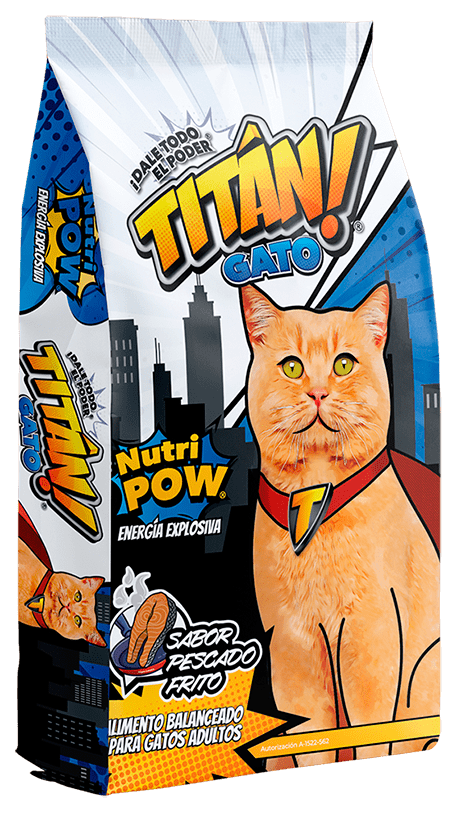 ¡DALE TODO
EL PODER®
TITÁN!®
GATO
Nutri
POW®
ENERGÍA EXPLOSIVA
SABOR
PESCADO
FRITO
ALIMENTO BALANCEADO
PARA GATOS ADULTOS
Autorización A-1522-562
Nutri
POW
ENERGÍA EXPLOSIVA
¡DALE TODO
EL PODER
TITÁN!
GATO
T
T